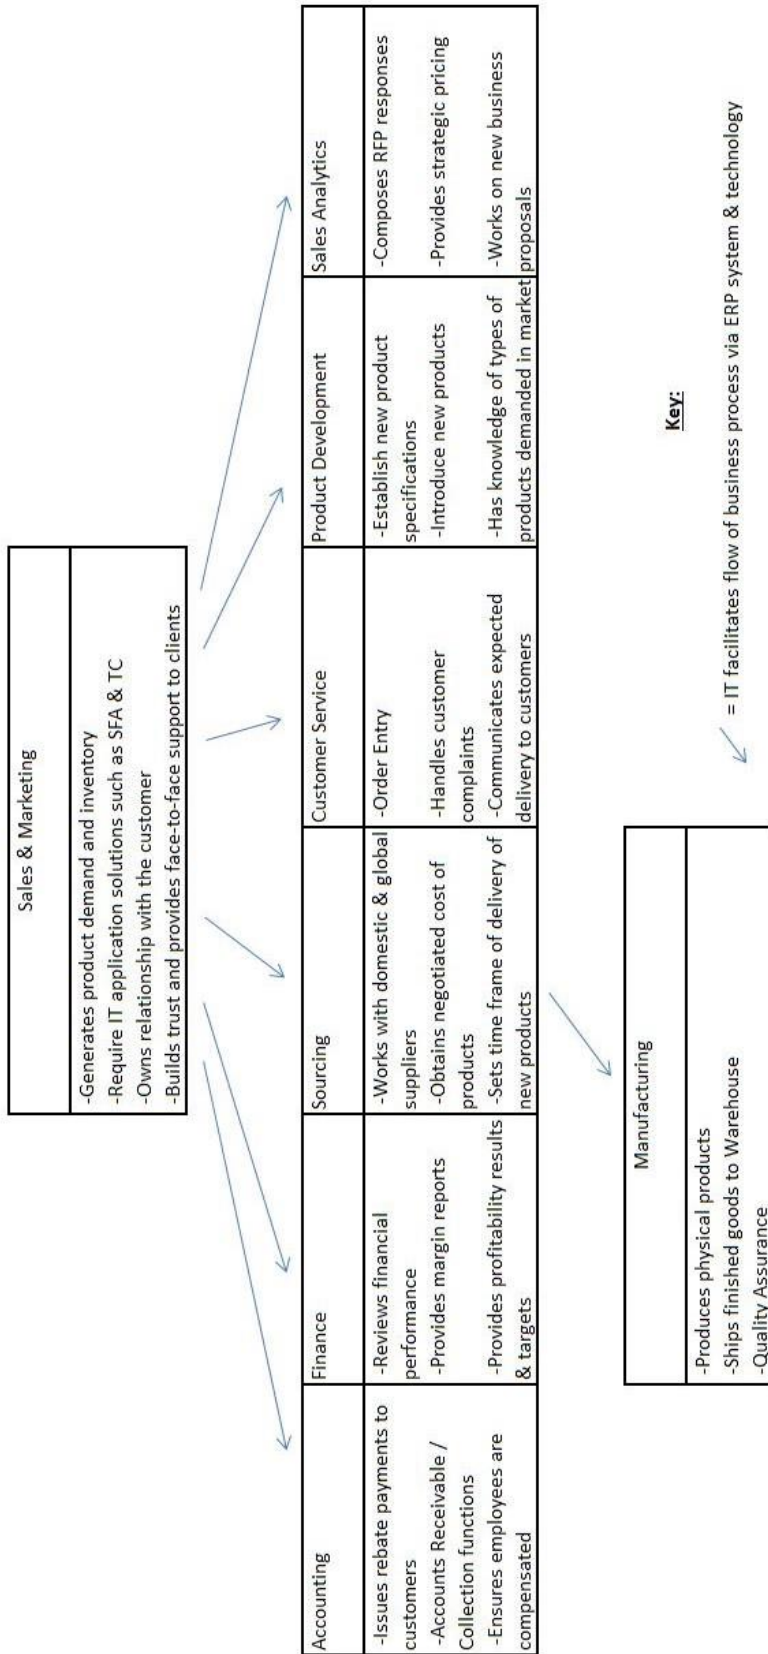 Sales & Marketing
-Generates product demand and inventory
-Require IT application solutions such as SFA & TC
-Owns relationship with the customer
-Builds trust and provides face-to-face support to clients
Accounting
-Issues rebate payments to
customers
-Accounts Receivable /
Collection functions
-Ensures employees are
compensated
Finance
-Reviews financial
performance
-Provides margin reports
-Provides profitability results
& targets
Sourcing
-Works with domestic & global
suppliers
-Obtains negotiated cost of
products
-Sets time frame of delivery of
new products
Customer Service
-Order Entry
-Handles customer
complaints
-Communicates expected
delivery to customers
Product Development
-Establish new product
specifications
-Introduce new products
-Has knowledge of types of
products demanded in market
Sales Analytics
-Composes RFP responses
-Provides strategic pricing
-Works on new business
proposals
Manufacturing
-Produces physical products
-Ships finished goods to Warehouse
-Quality Assurance
Key:
= IT facilitates flow of business process via ERP system & technology